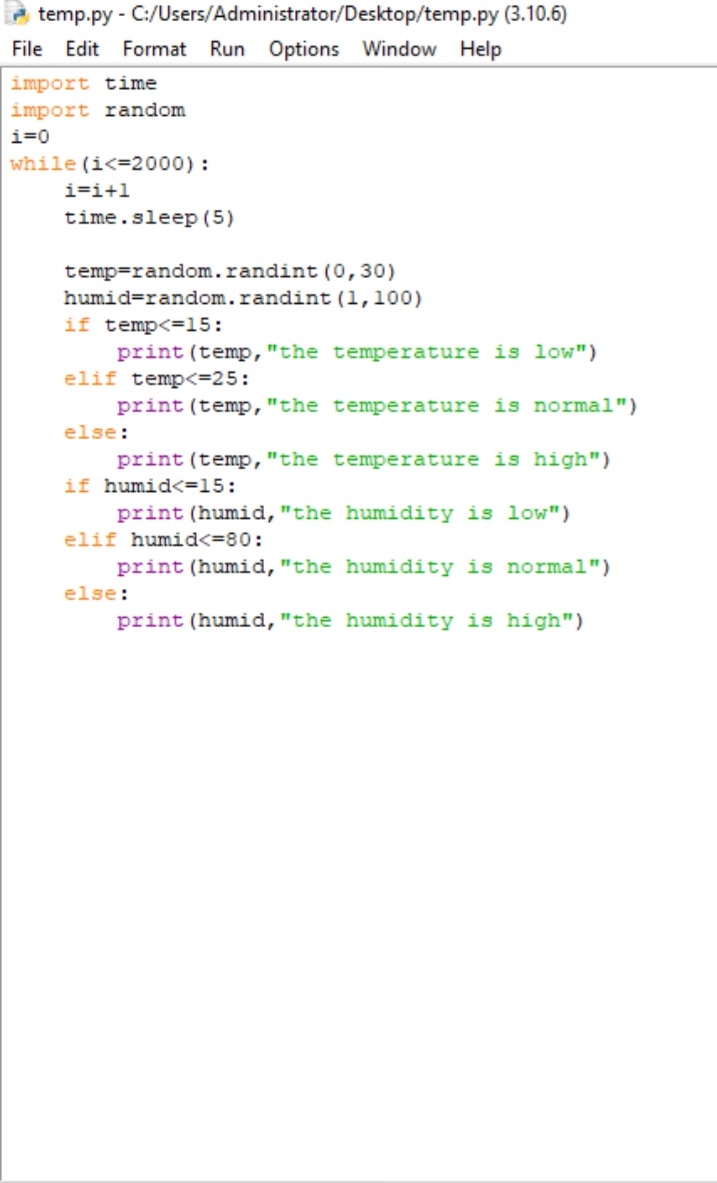 temp.py - C:/Users/Administrator/Desktop/temp.py (3.10.6)
File Edit Format Run Options Window Help
import time
import random
i=0
while(i<=2000):
    i=i+1
    time.sleep(5)

    temp=random.randint(0,30)
    humid=random.randint(1,100)
    if temp<=15:
        print(temp,"the temperature is low")
    elif temp<=25:
        print(temp,"the temperature is normal")
    else:
        print(temp,"the temperature is high")
    if humid<=15:
        print(humid,"the humidity is low")
    elif humid<=80:
        print(humid,"the humidity is normal")
    else:
        print(humid,"the humidity is high")